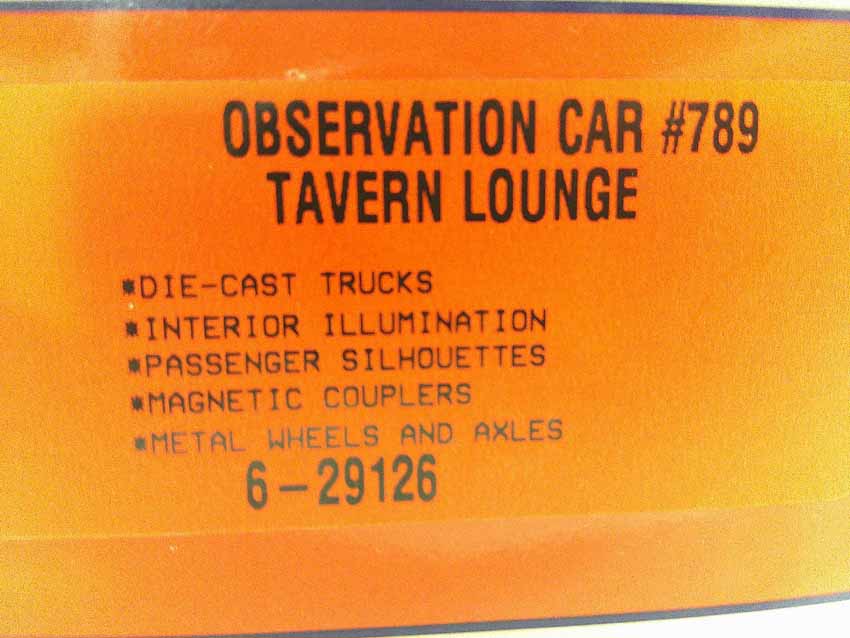 OBSERVATION CAR #789
TAVERN LOUNGE
*DIE-CAST TRUCKS
*INTERIOR ILLUMINATION
*PASSENGER SILHOUETTES
*MAGNETIC COUPLERS
*METAL WHEELS AND AXLES
6-29126